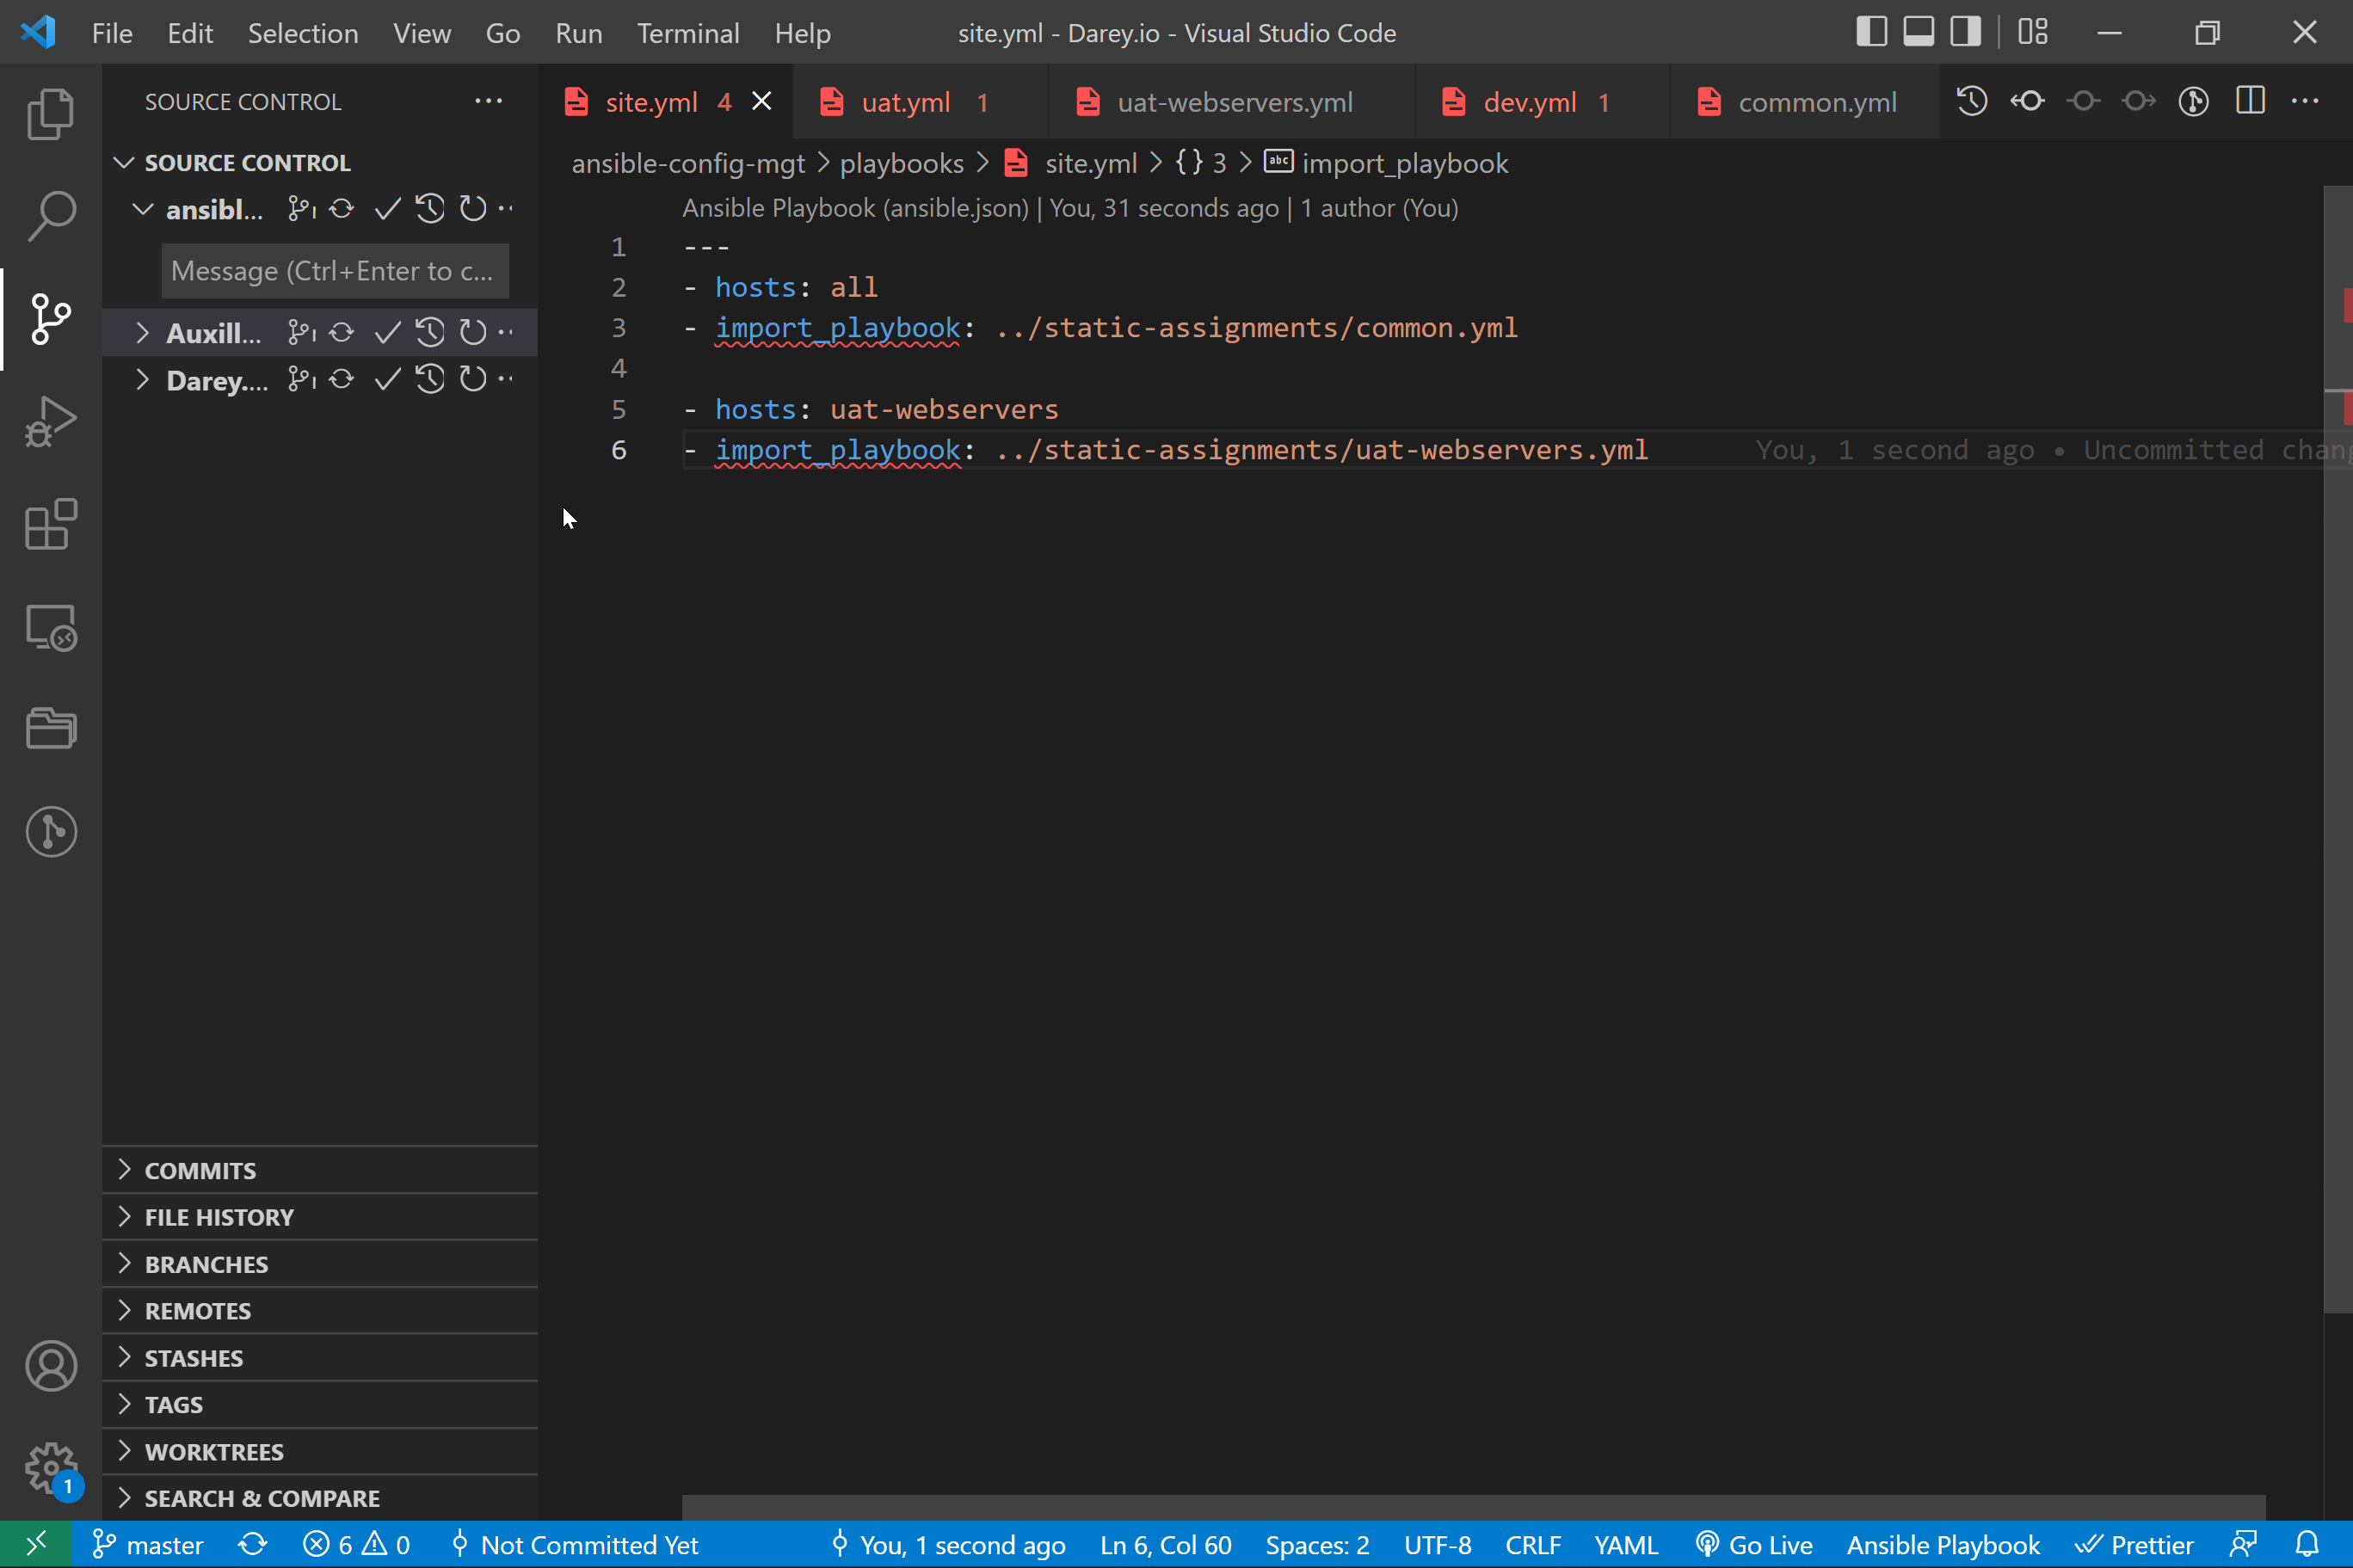 File Edit Selection View Go Run Terminal Help site.yml - Darey.io - Visual Studio Code
SOURCE CONTROL ···
site.yml 4 uat.yml 1 uat-webservers.yml dev.yml 1 common.yml
SOURCE CONTROL
ansibl...
Message (Ctrl+Enter to c...
Auxill...
Darey....
ansible-config-mgt > playbooks > site.yml > {} 3 > abc import_playbook
Ansible Playbook (ansible.json) | You, 31 seconds ago | 1 author (You)
1 ---
2 - hosts: all
3 - import_playbook: ../static-assignments/common.yml
4
5 - hosts: uat-webservers
6 - import_playbook: ../static-assignments/uat-webservers.yml You, 1 second ago • Uncommitted chang
COMMITS
FILE HISTORY
BRANCHES
REMOTES
STASHES
TAGS
WORKTREES
SEARCH & COMPARE
1
master 6 0 Not Committed Yet You, 1 second ago Ln 6, Col 60 Spaces: 2 UTF-8 CRLF YAML Go Live Ansible Playbook Prettier